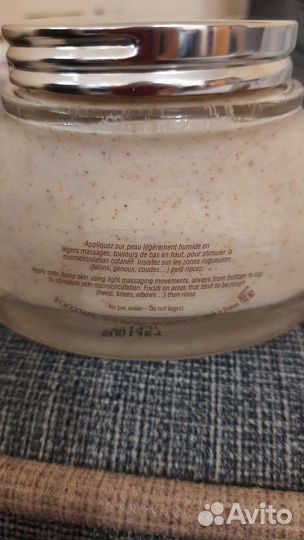 Appliquez sur peau légèrement humide en
légers massages, toujours de bas en haut, pour stimuler la
microcirculation cutanée. Insistez sur les zones rugueuses
(talons, genoux, coudes...) puis rincez.
Apply onto damp skin using light massaging movements, always from bottom to top
to stimulate skin microcirculation. Focus on areas that tend to be rough
(heels, knees, elbows...) then rinse.
Ne pas avaler - Do not ingest
L'OCCITANE
Avito